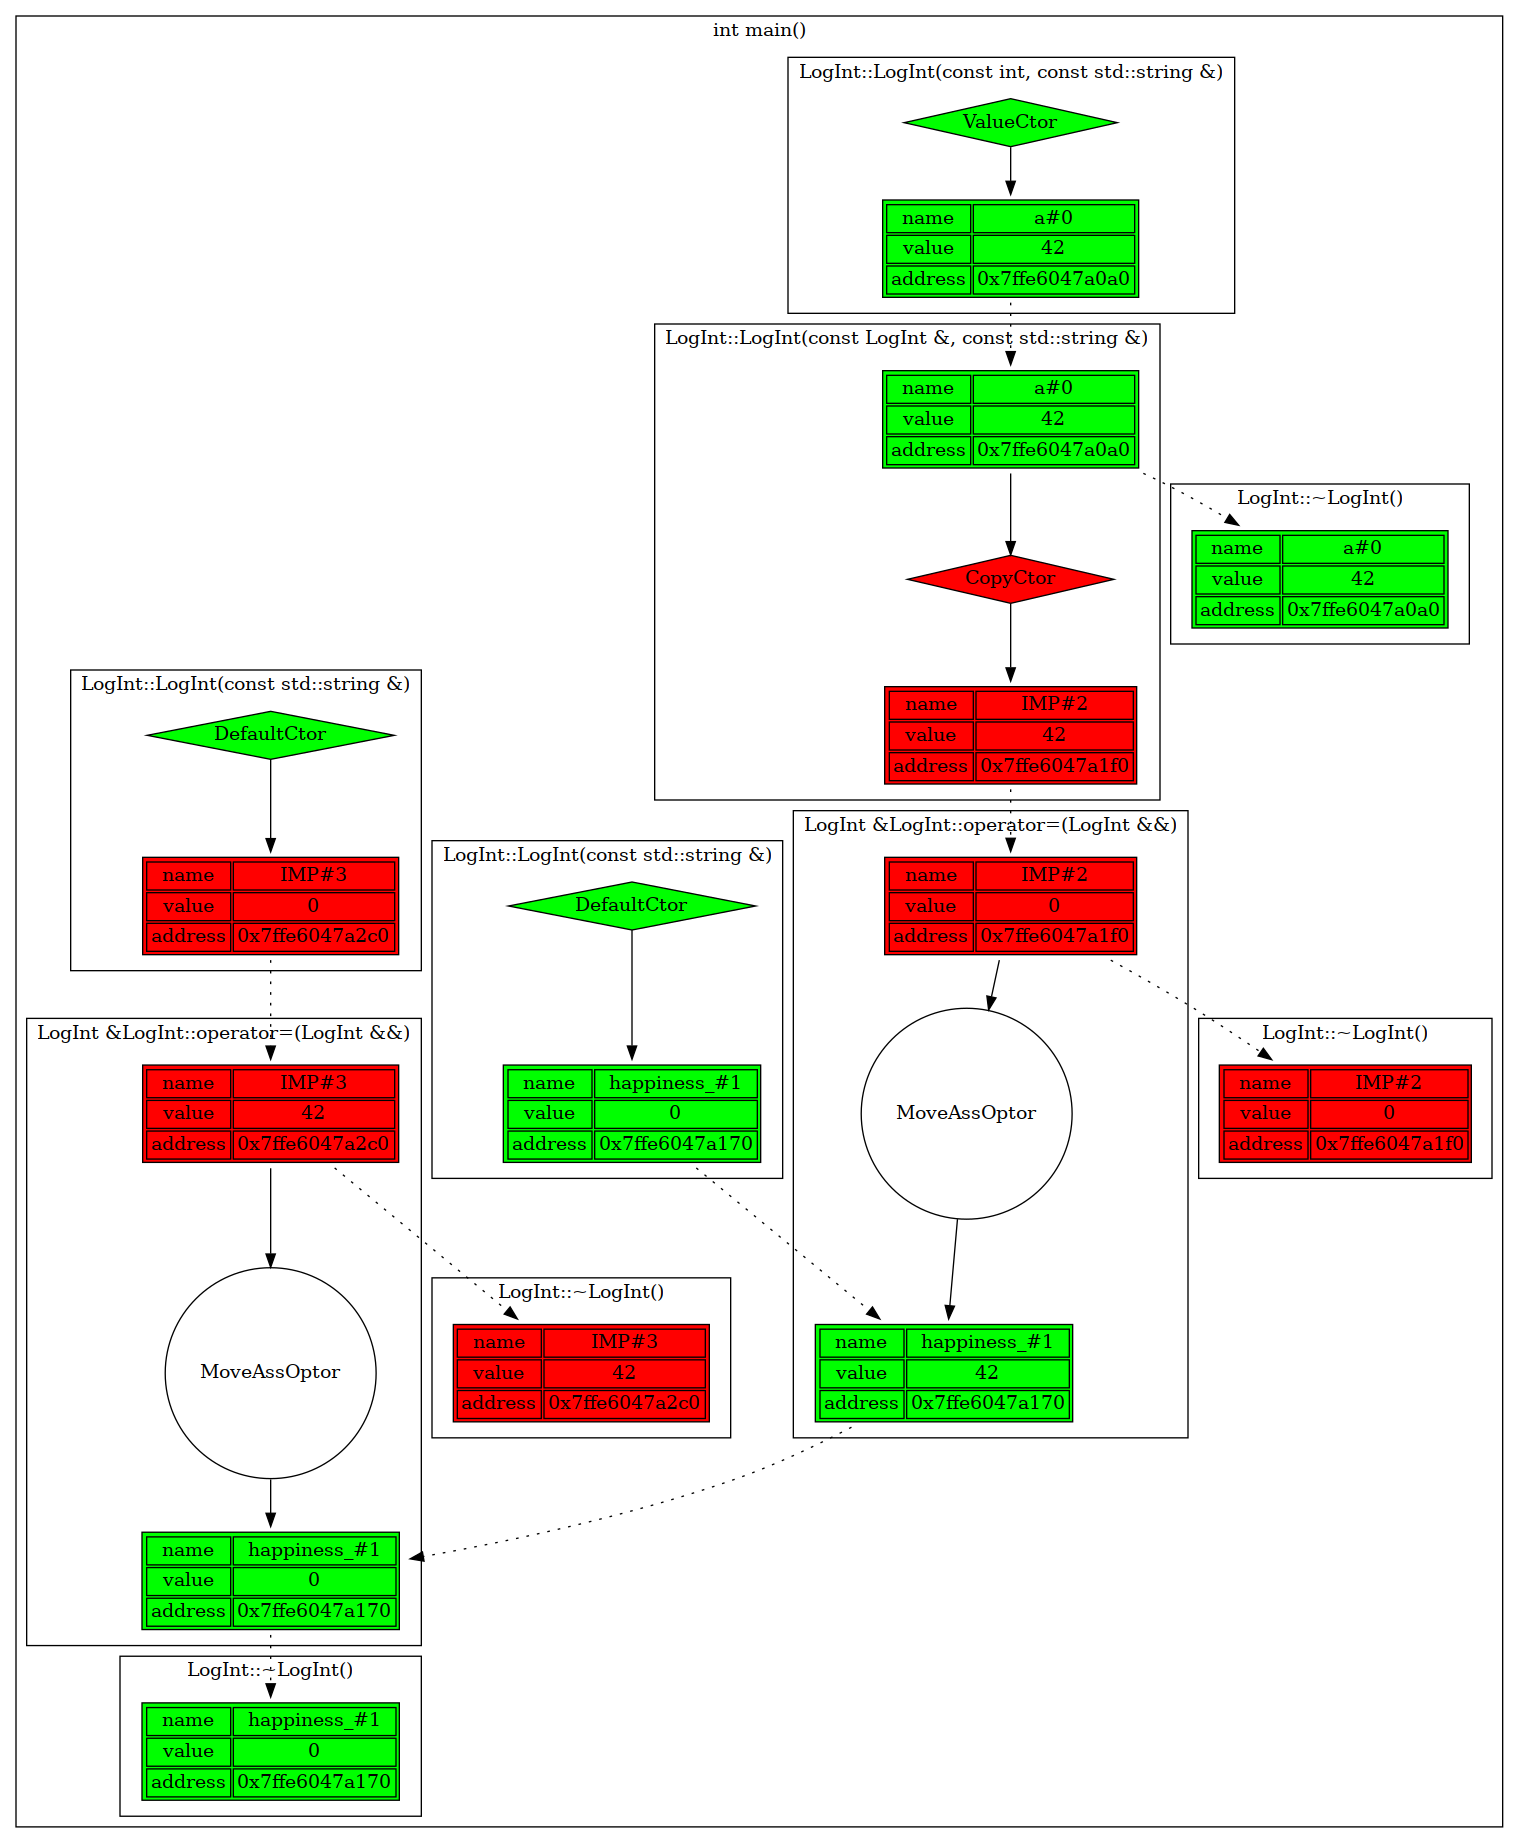 int main()
LogInt::LogInt(const int, const std::string &)
ValueCtor
name a#0
value 42
address 0x7ffe6047a0a0
LogInt::LogInt(const LogInt &, const std::string &)
name a#0
value 42
address 0x7ffe6047a0a0
CopyCtor
name IMP#2
value 42
address 0x7ffe6047a1f0
LogInt::~LogInt()
name a#0
value 42
address 0x7ffe6047a0a0
LogInt::LogInt(const std::string &)
DefaultCtor
name IMP#3
value 0
address 0x7ffe6047a2c0
LogInt::LogInt(const std::string &)
DefaultCtor
name happiness_#1
value 0
address 0x7ffe6047a170
LogInt &LogInt::operator=(LogInt &&)
name IMP#2
value 0
address 0x7ffe6047a1f0
MoveAssOptor
name happiness_#1
value 42
address 0x7ffe6047a170
LogInt::~LogInt()
name IMP#2
value 0
address 0x7ffe6047a1f0
LogInt &LogInt::operator=(LogInt &&)
name IMP#3
value 42
address 0x7ffe6047a2c0
MoveAssOptor
name happiness_#1
value 0
address 0x7ffe6047a170
LogInt::~LogInt()
name IMP#3
value 42
address 0x7ffe6047a2c0
LogInt::~LogInt()
name happiness_#1
value 0
address 0x7ffe6047a170